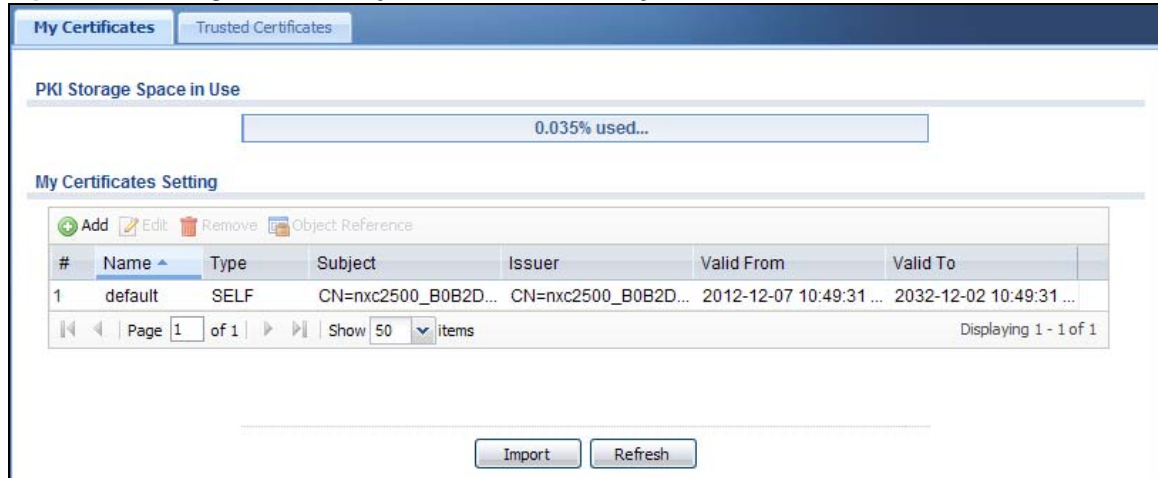 My Certificates Trusted Certificates
PKI Storage Space in Use
0.035% used...
My Certificates Setting
Add Edit Remove Object Reference
# Name Type Subject Issuer Valid From Valid To
1 default SELF CN=nxc2500_B0B2D... CN=nxc2500_B0B2D... 2012-12-07 10:49:31 ... 2032-12-02 10:49:31 ...
Page 1 of 1 Show 50 items Displaying 1 - 1 of 1
Import Refresh